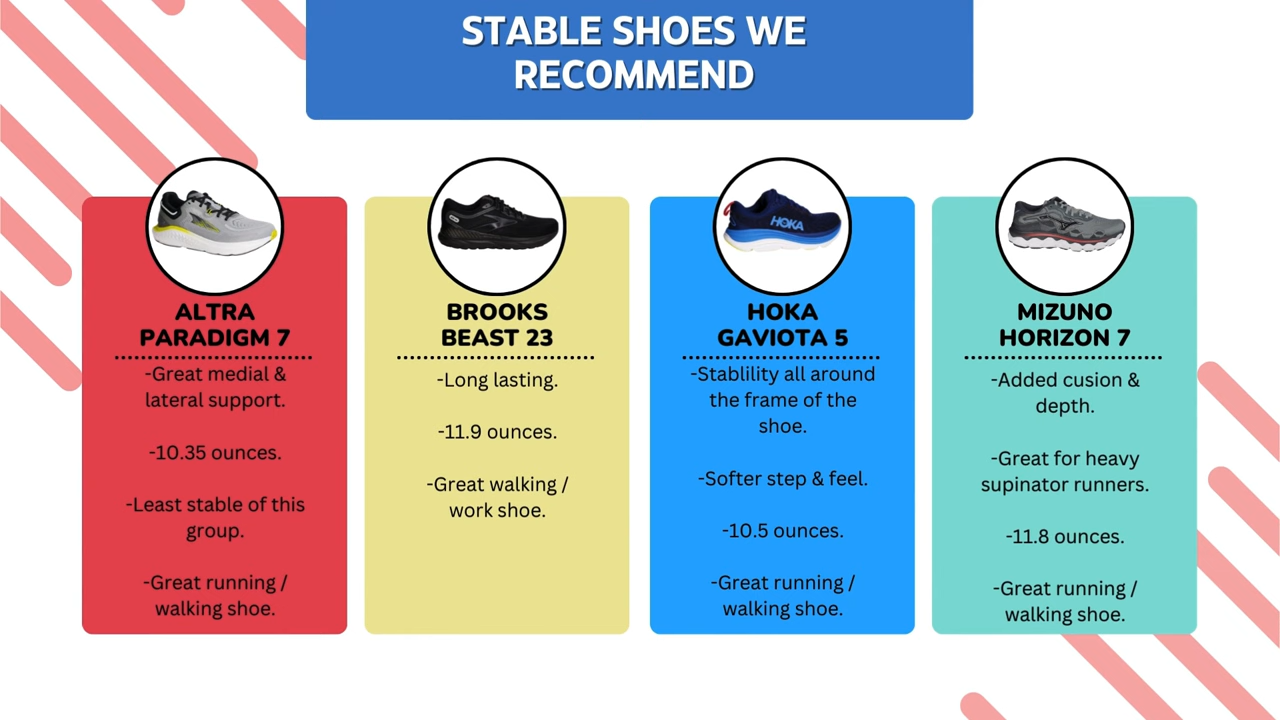 STABLE SHOES WE
RECOMMEND
ALTRA
PARADIGM 7
-Great medial &
lateral support.
-10.35 ounces.
-Least stable of this
group.
-Great running /
walking shoe.
BROOKS
BEAST 23
-Long lasting.
-11.9 ounces.
-Great walking /
work shoe.
HOKA
HOKA
GAVIOTA 5
-Stablility all around
the frame of the
shoe.
-Softer step & feel.
-10.5 ounces.
-Great running /
walking shoe.
MIZUNO
HORIZON 7
-Added cusion &
depth.
-Great for heavy
supinator runners.
-11.8 ounces.
-Great running /
walking shoe.